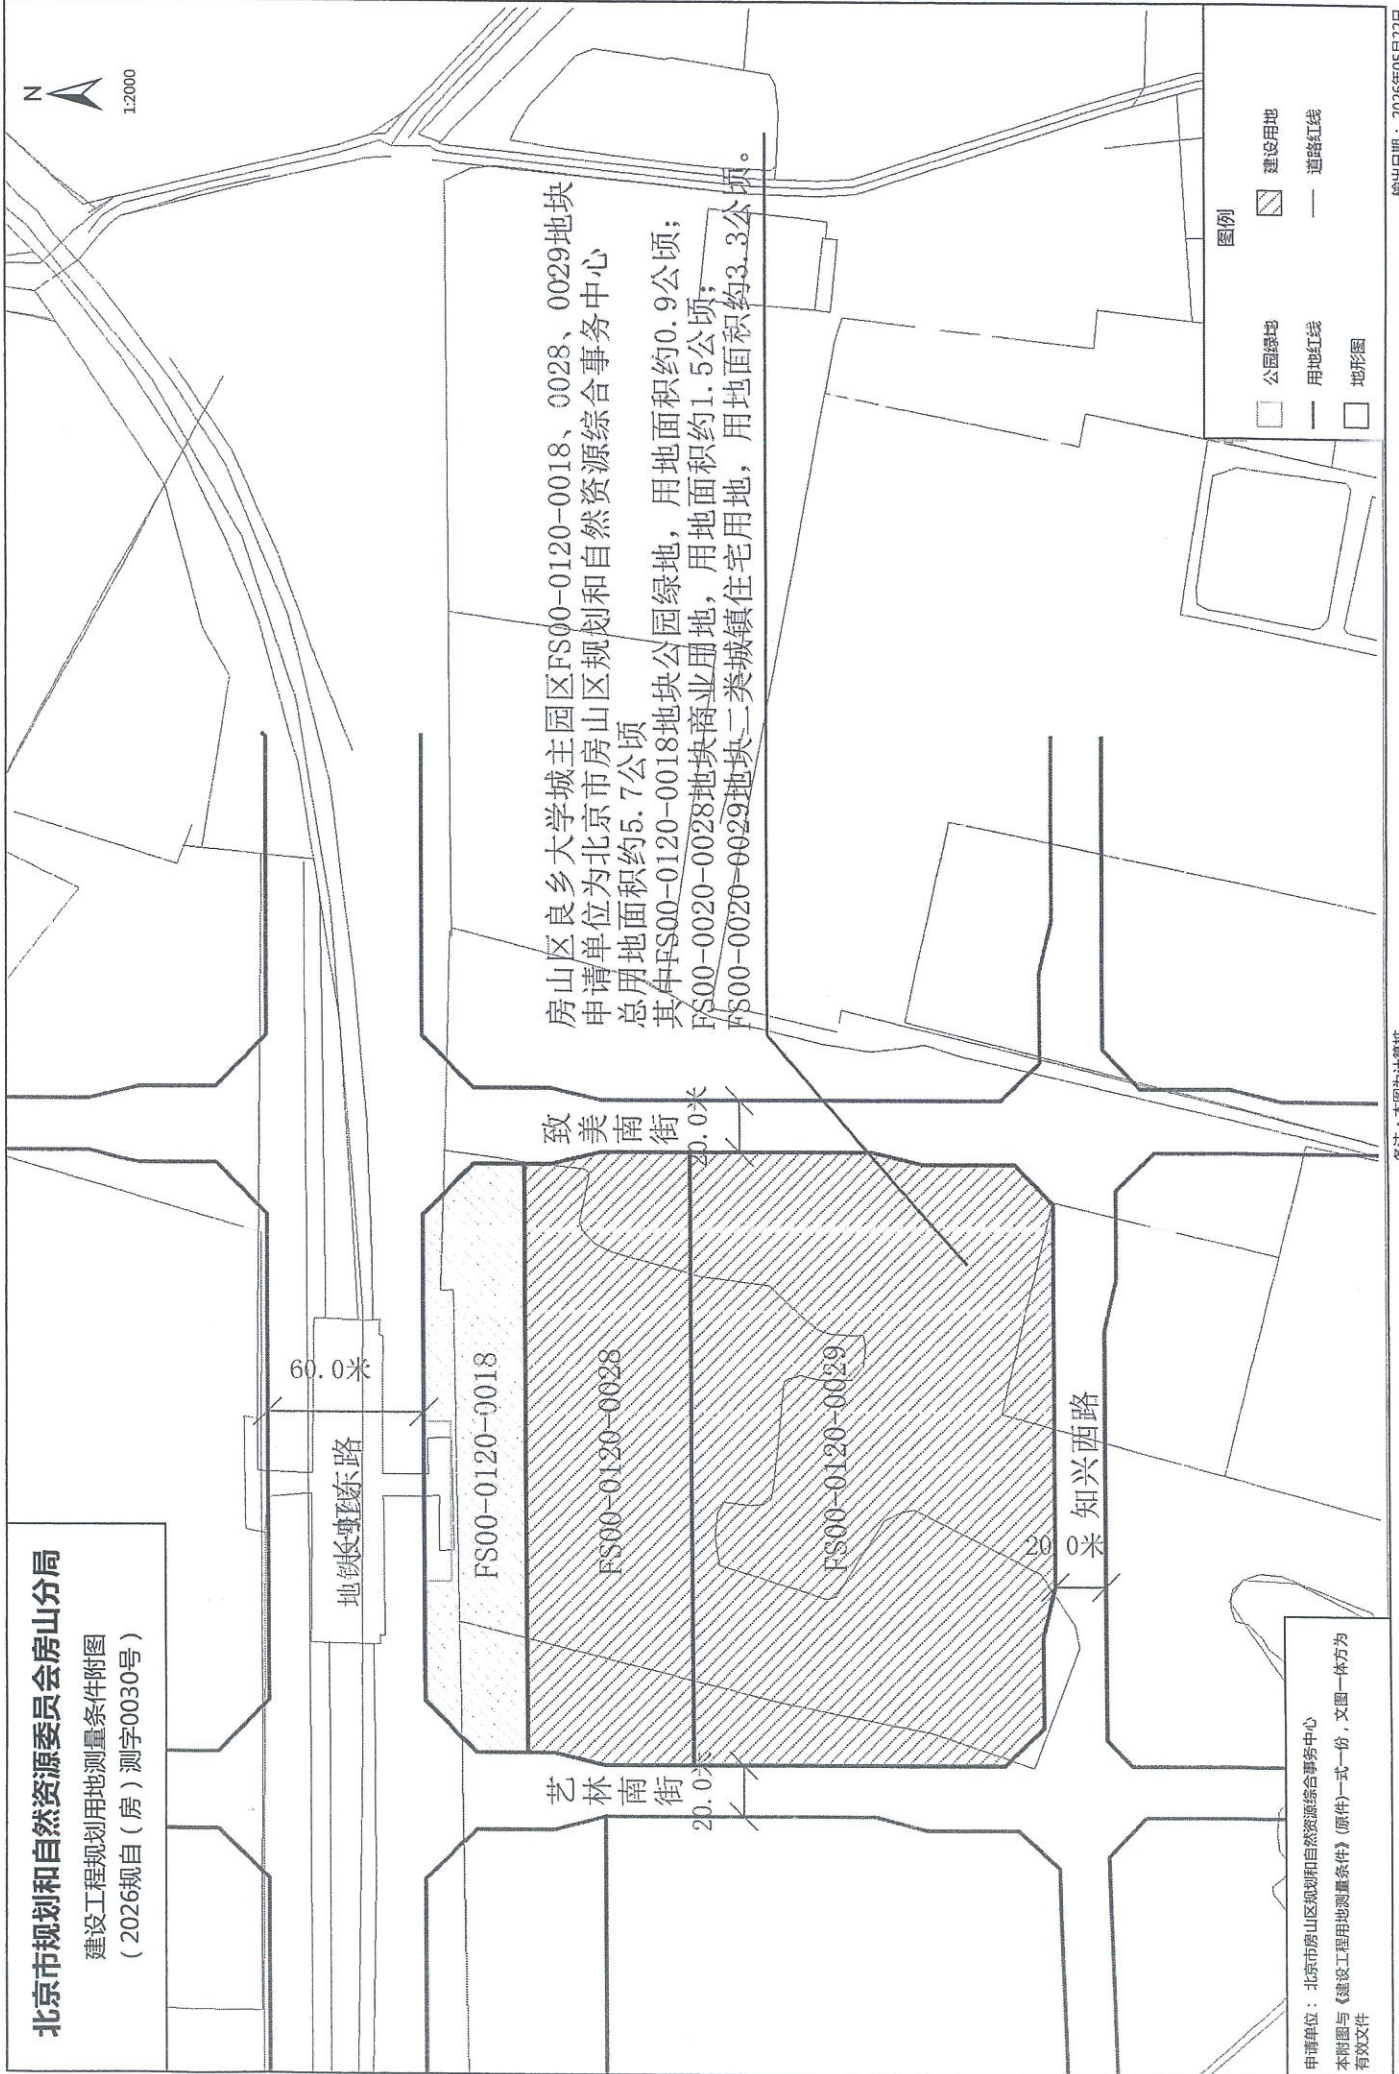 北京市规划和自然资源委员会房山分局
建设工程规划用地测量条件附图
（2026规自（房）测字0030号）
N
1:2000
房山区良乡大学城主园区FS00-0120-0018、0028、0029地块
申请单位为北京市房山区规划和自然资源综合事务中心
总用地面积约5.7公顷
其中FS00-0120-0018地块公园绿地，用地面积约0.9公顷；
FS00-0020-0028地块商业用地，用地面积约1.5公顷；
FS00-0020-0029地块二类城镇住宅用地，用地面积约3.3公顷。
60.0米
FS00-0120-0018
FS00-0120-0028
FS00-0120-0029
艺林南街
20.0米
致美南街
20.0米
知兴西路
20.0米
图例
公园绿地
建设用地
用地红线
道路红线
地形图
申请单位：北京市房山区规划和自然资源综合事务中心
本附图与《建设工程用地测量条件》(原件)一式一份，文图一体方为
有效文件